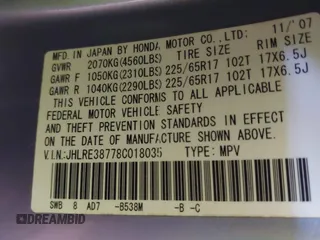 MFD. IN JAPAN BY HONDA MOTOR CO., LTD. 11/'07
GVWR 2070KG(4560LBS) TIRE SIZE RIM SIZE
GAWR F 1050KG(2310LBS) 225/65R17 102T 17X6.5J
GAWR R 1040KG(2290LBS) 225/65R17 102T 17X6.5J
THIS VEHICLE CONFORMS TO ALL APPLICABLE
FEDERAL MOTOR VEHICLE SAFETY
STANDARDS IN EFFECT ON
THE DATE OF MANUFACTURE SHOWN ABOVE.
V.I.N.:JHLRE38778C018035 TYPE: MPV
SWB 8 AD7 -B538M -B -C
DREAMBID